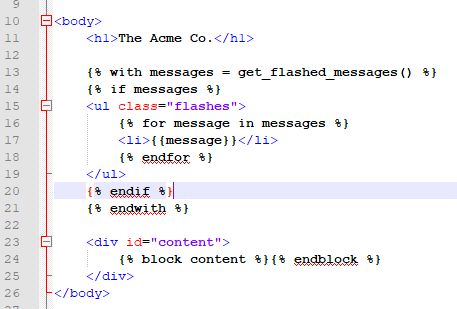 9
10 <body>
11 <h1>The Acme Co.</h1>
12
13 {% with messages = get_flashed_messages() %}
14 {% if messages %}
15 <ul class="flashes">
16 {% for message in messages %}
17 <li>{{message}}</li>
18 {% endfor %}
19 </ul>
20 {% endif %}
21 {% endwith %}
22
23 <div id="content">
24 {% block content %}{% endblock %}
25 </div>
26 </body>
27